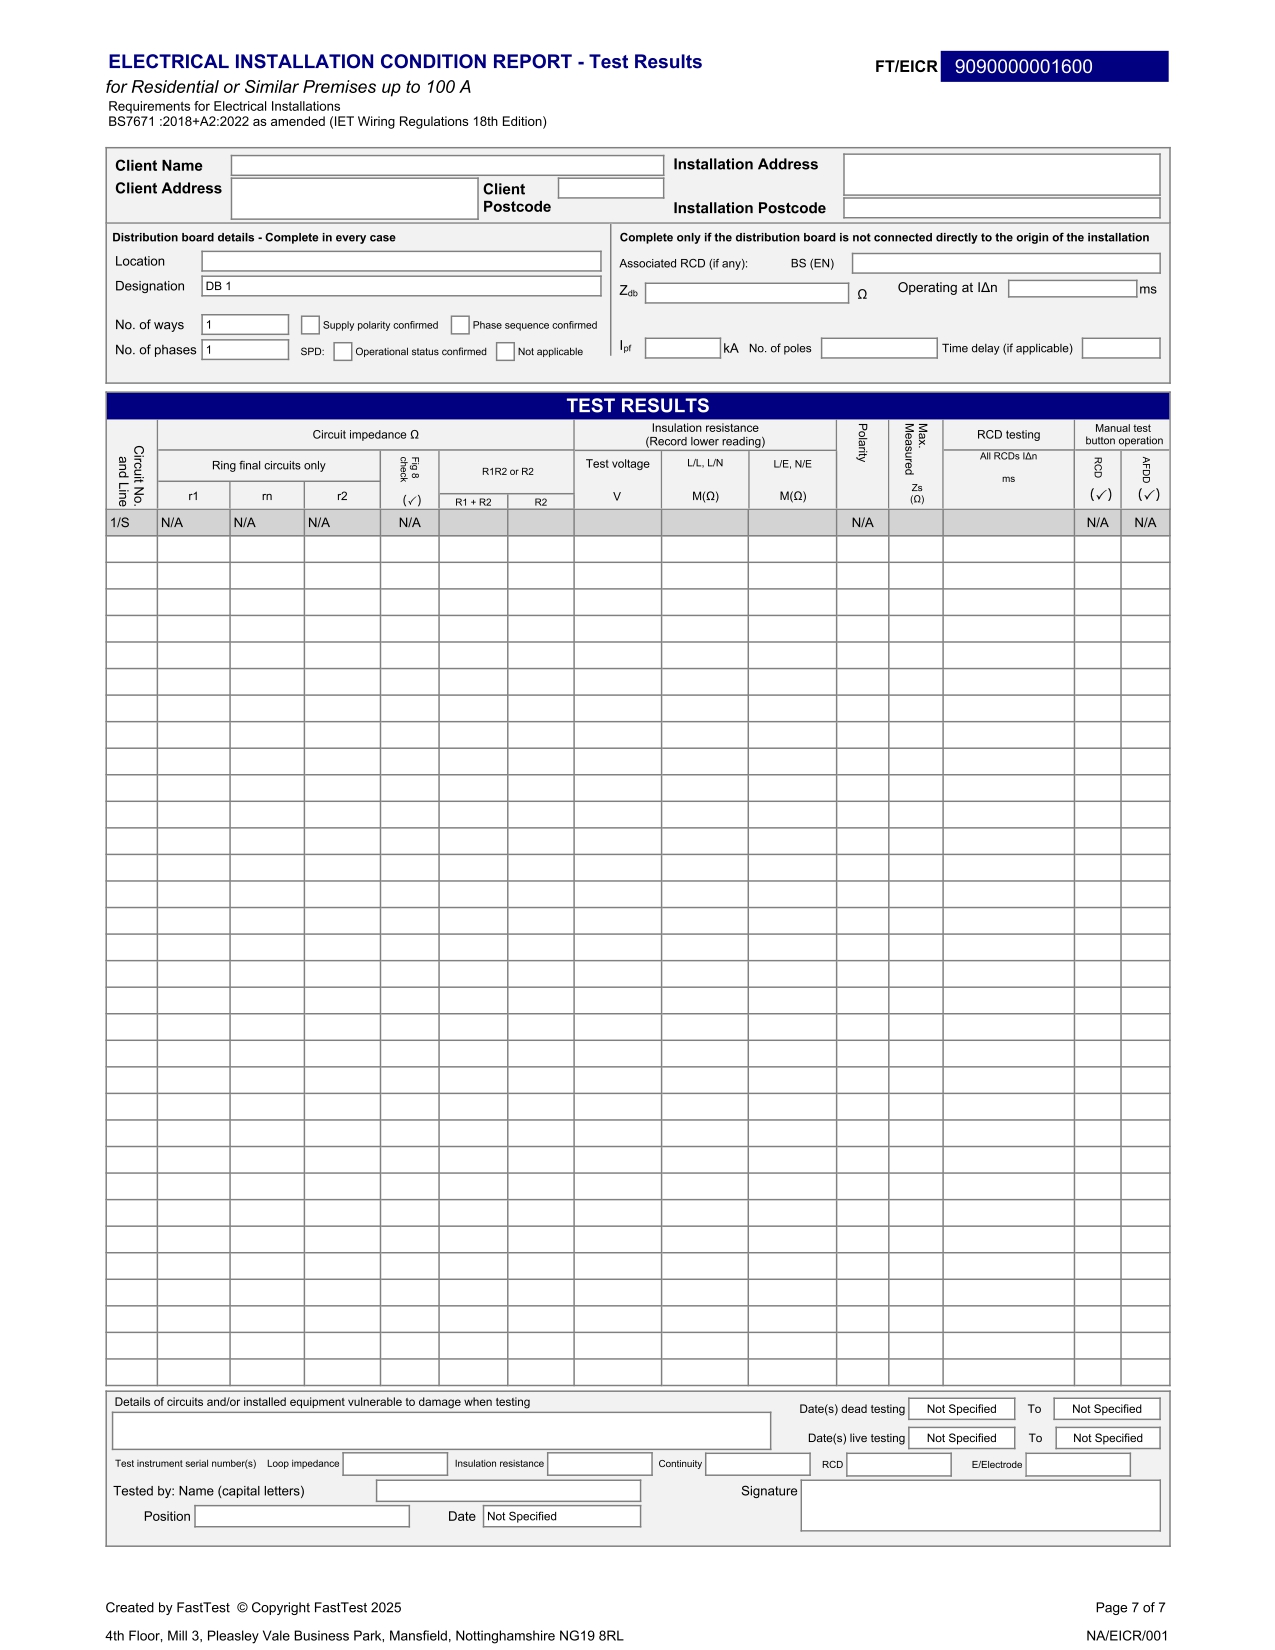 ELECTRICAL INSTALLATION CONDITION REPORT - Test Results
FT/EICR 9090000001600
for Residential or Similar Premises up to 100 A
Requirements for Electrical Installations
BS7671 :2018+A2:2022 as amended (IET Wiring Regulations 18th Edition)
Client Name
Installation Address
Client Address
Client Postcode
Installation Postcode
Distribution board details - Complete in every case
Location
Designation DB 1
No. of ways 1 Supply polarity confirmed Phase sequence confirmed
No. of phases 1 SPD: Operational status confirmed Not applicable
Complete only if the distribution board is not connected directly to the origin of the installation
Associated RCD (if any): BS (EN)
Zdb Ω Operating at IΔn ms
Ipf kA No. of poles Time delay (if applicable)
TEST RESULTS
Circuit No. and Line
Circuit impedance Ω
Ring final circuits only
r1 rn r2
Fig 8 check (✓)
R1R2 or R2
R1 + R2 R2
Insulation resistance
(Record lower reading)
Test voltage L/L, L/N L/E, N/E
V M(Ω) M(Ω)
Polarity
Max. Measured Zs (Ω)
RCD testing
All RCDs IΔn
ms
Manual test
button operation
RCD (✓) AFDD (✓)
1/S N/A N/A N/A N/A N/A N/A N/A
Details of circuits and/or installed equipment vulnerable to damage when testing
Date(s) dead testing Not Specified To Not Specified
Date(s) live testing Not Specified To Not Specified
Test instrument serial number(s) Loop impedance Insulation resistance Continuity RCD E/Electrode
Tested by: Name (capital letters) Signature
Position Date Not Specified
Created by FastTest © Copyright FastTest 2025
Page 7 of 7
4th Floor, Mill 3, Pleasley Vale Business Park, Mansfield, Nottinghamshire NG19 8RL
NA/EICR/001